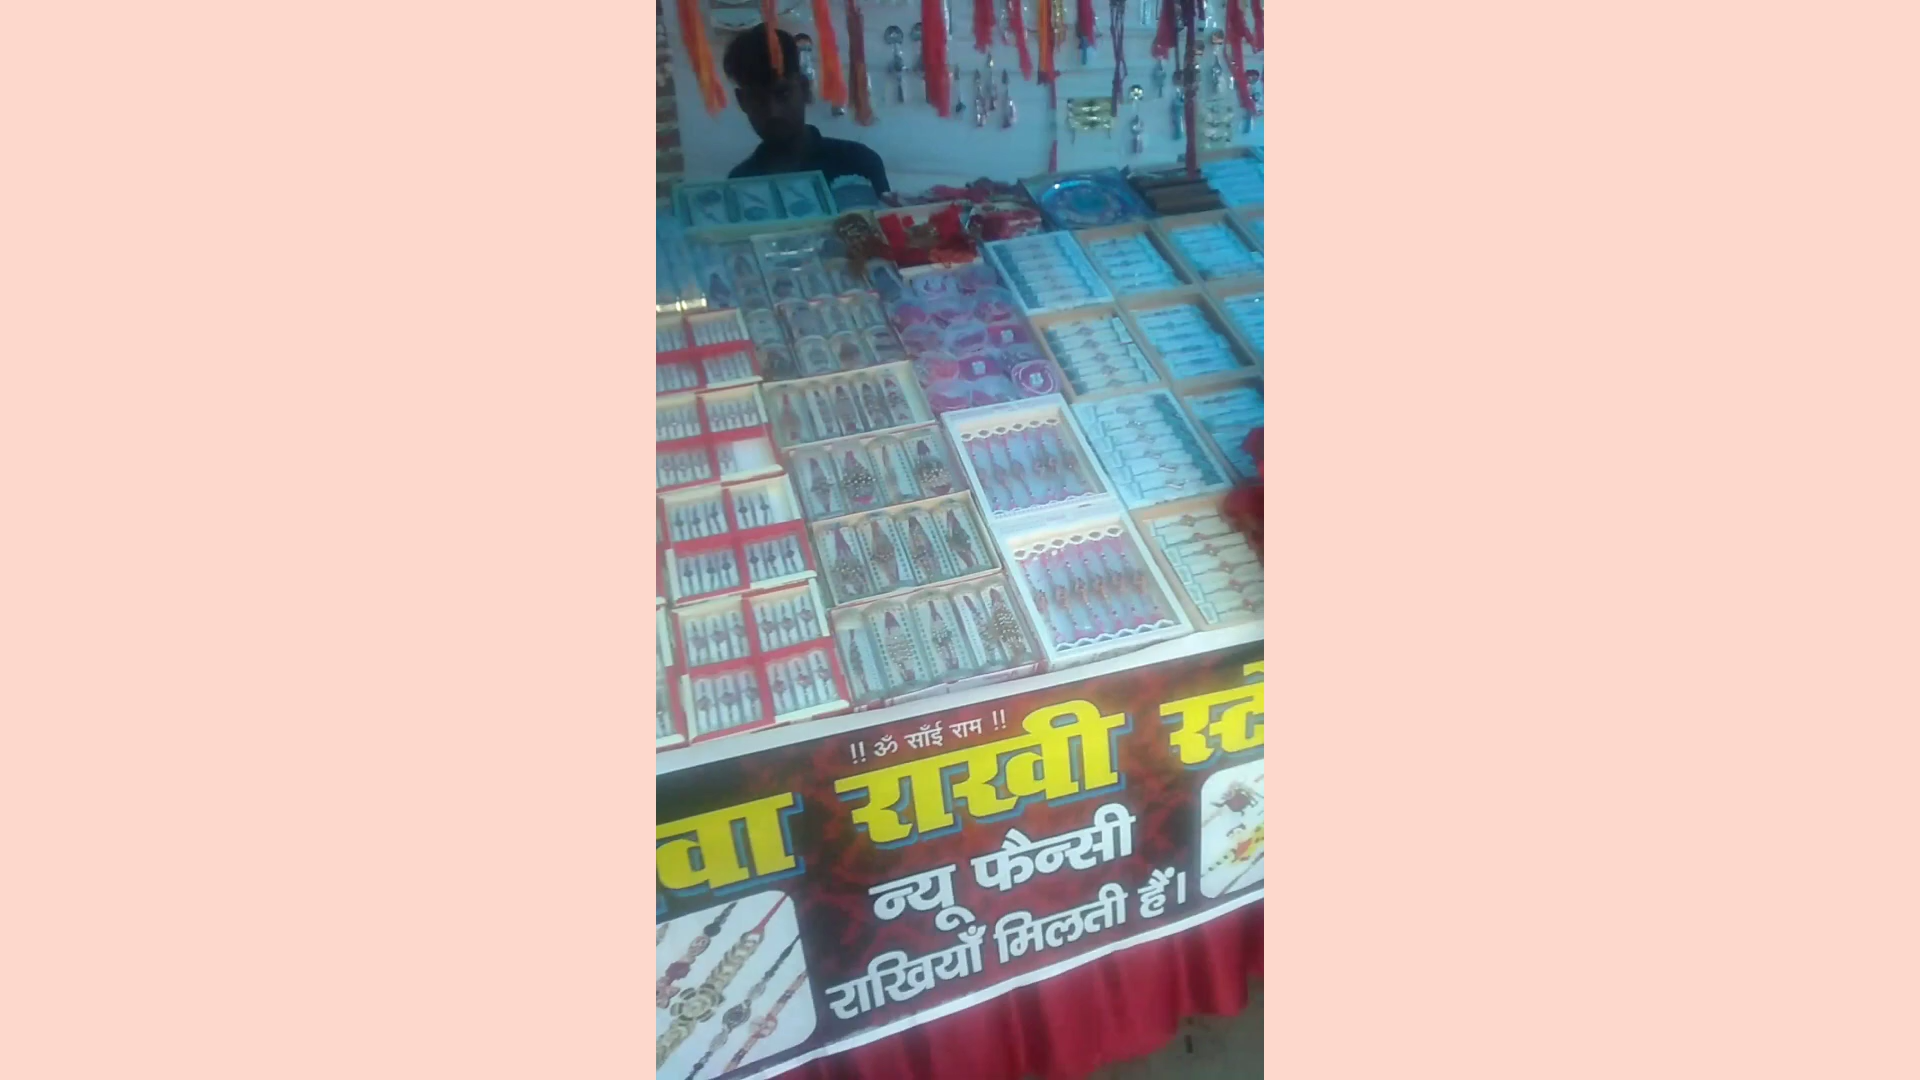 !! ॐ साँई राम !!
राखी
न्यू फैन्सी
राखियाँ मिलती हैं।